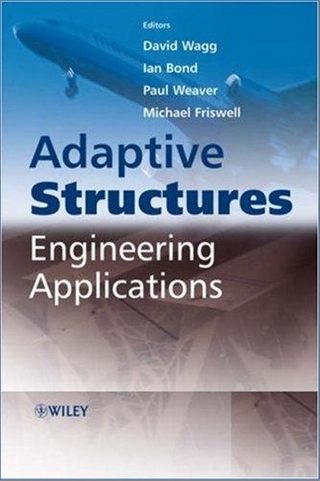 Editors
David Wagg
Ian Bond
Paul Weaver
Michael Friswell
Adaptive
Structures
Engineering
Applications
WILEY